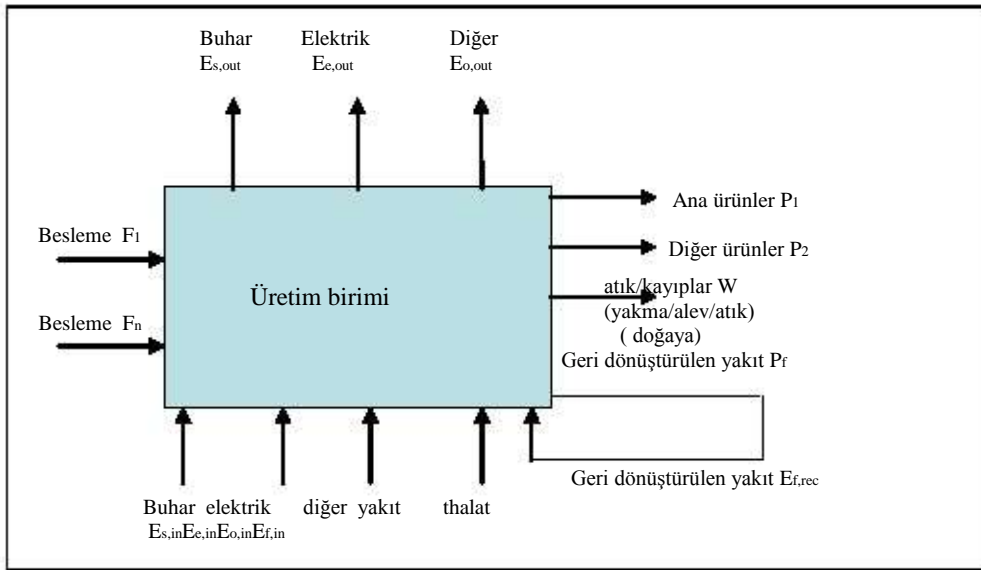 Buhar Elektrik Diğer
Es,out Ee,out Eo,out
Ana ürünler P1
Besleme F1
Diğer ürünler P2
atık/kayıplar W
Üretim birimi
(yakma/alev/atık)
Besleme Fn
( doğaya)
Geri dönüştürülen yakıt Pf
Geri dönüştürülen yakıt Ef,rec
Buhar elektrik diğer yakıt thalat
Es,inEe,inEo,inEf,in